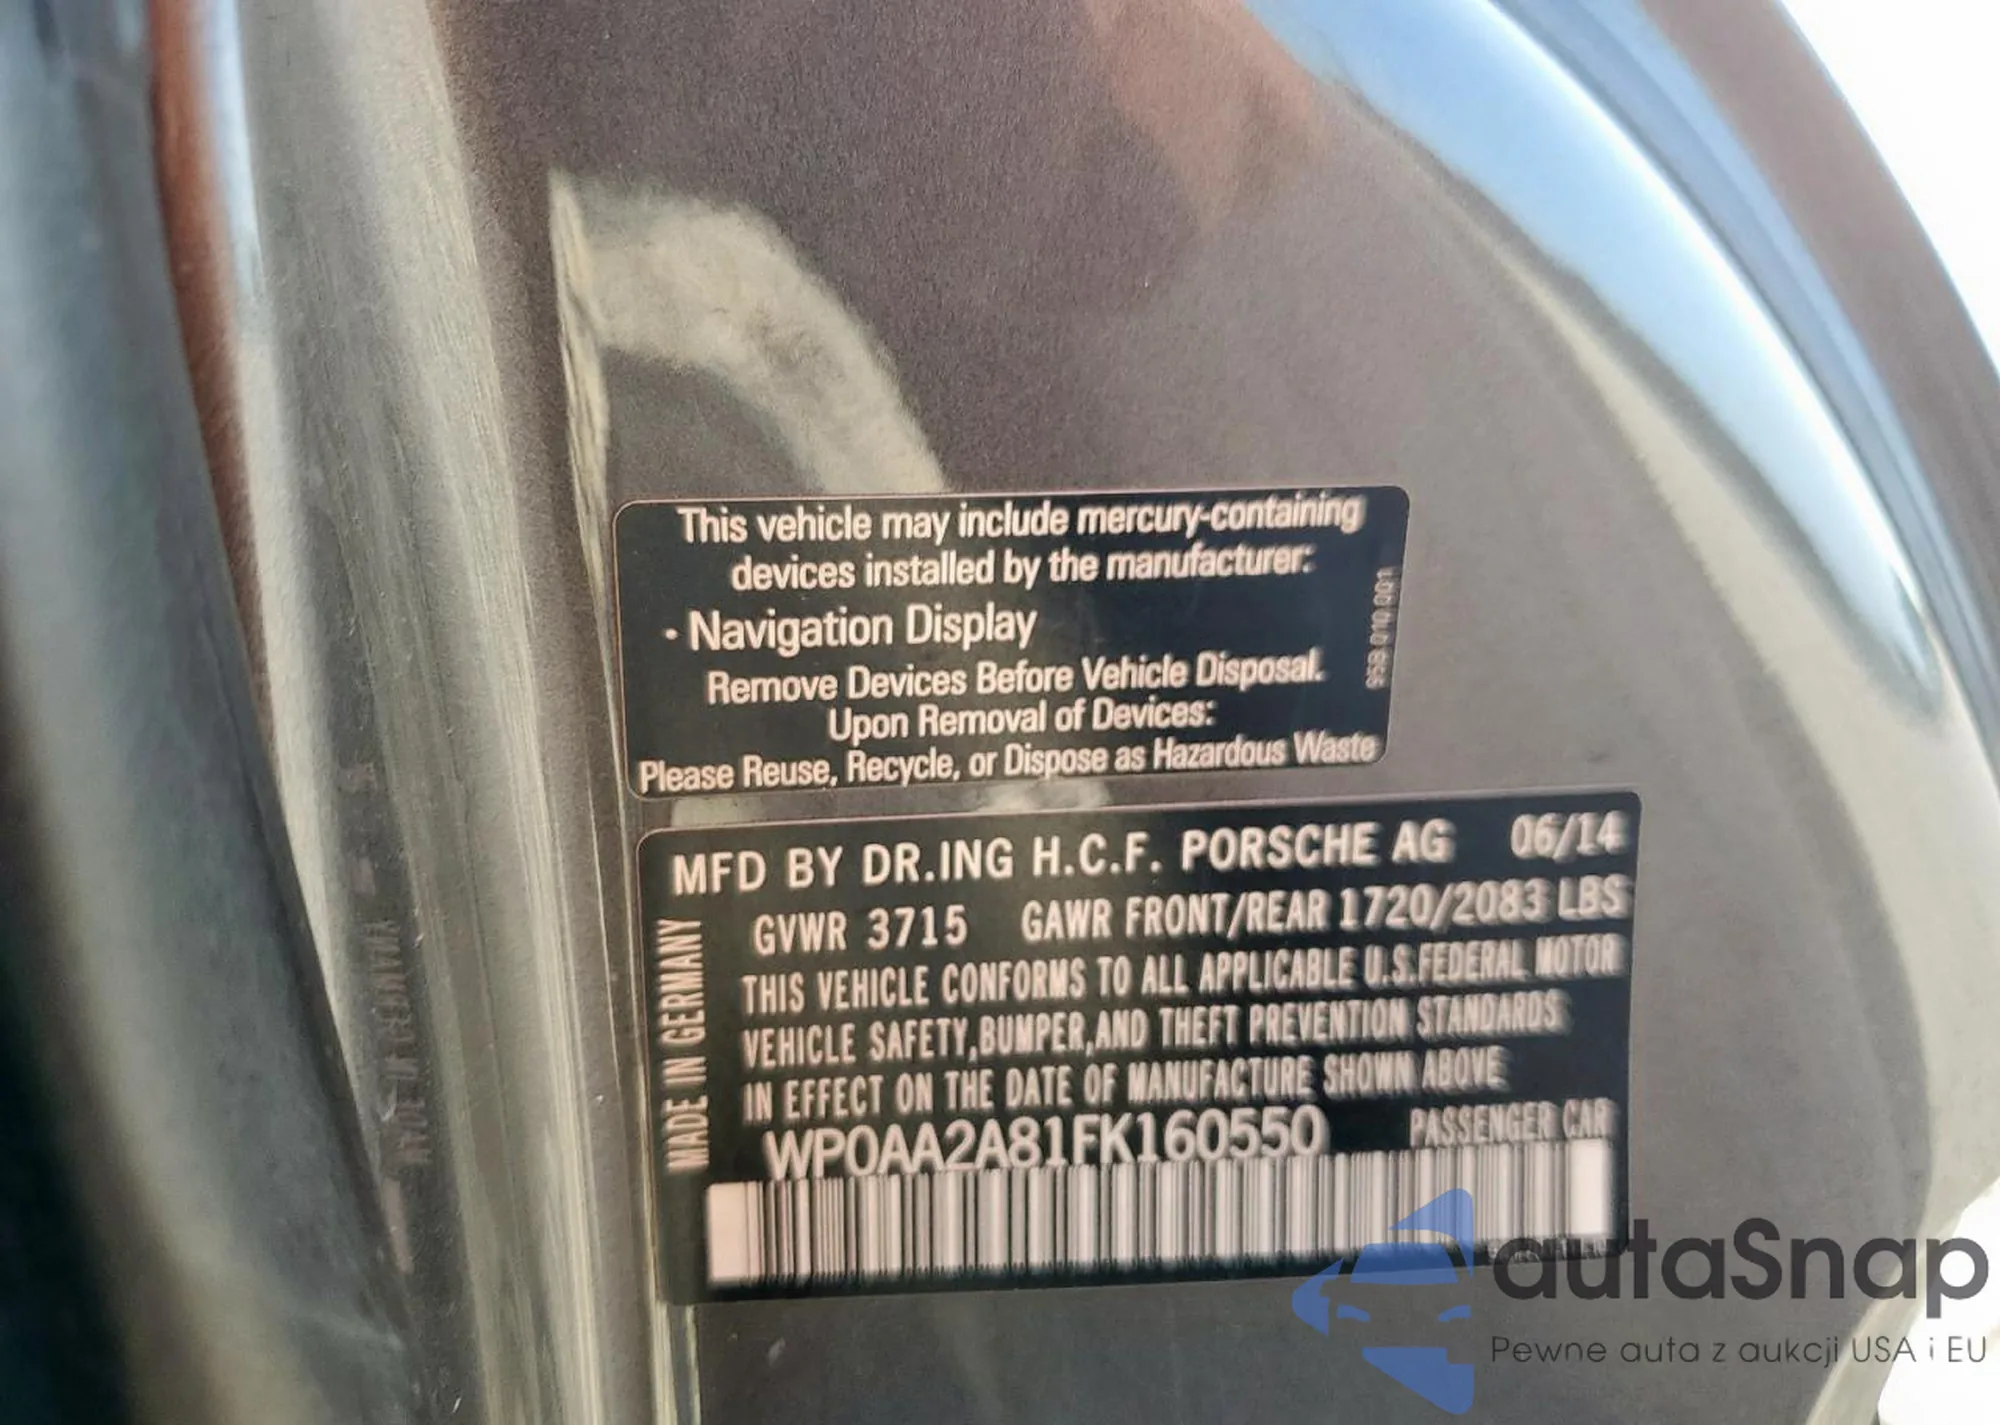 This vehicle may include mercury-containing
devices installed by the manufacturer:
· Navigation Display
Remove Devices Before Vehicle Disposal.
Upon Removal of Devices:
Please Reuse, Recycle, or Dispose as Hazardous Waste
95B 010 001
MFD BY DR.ING H.C.F. PORSCHE AG 06/14
GVWR 3715 GAWR FRONT/REAR 1720/2083 LBS
THIS VEHICLE CONFORMS TO ALL APPLICABLE U.S.FEDERAL MOTOR
VEHICLE SAFETY,BUMPER,AND THEFT PREVENTION STANDARDS
IN EFFECT ON THE DATE OF MANUFACTURE SHOWN ABOVE
WP0AA2A81FK160550 PASSENGER CAR
MADE IN GERMANY
autaSnap
Pewne auta z aukcji USA i EU